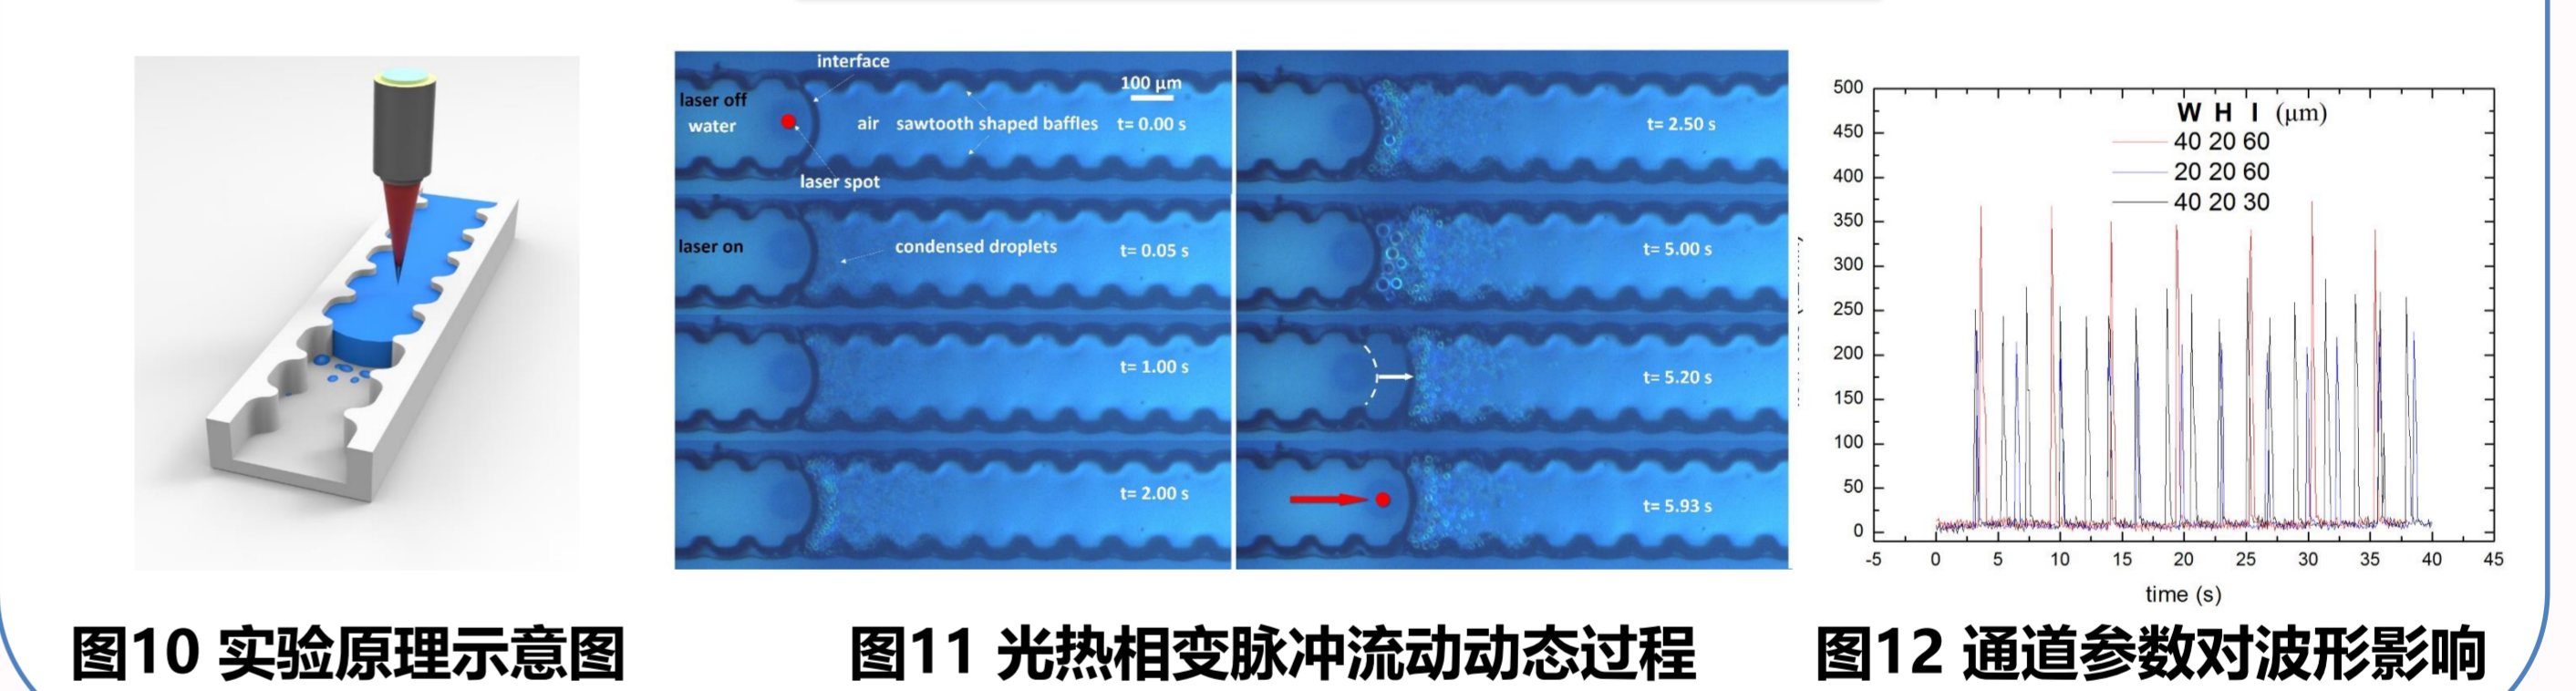 interface
laser off
water
air
sawtooth shaped baffles
100 µm
t= 0.00 s
laser spot
laser on
condensed droplets
t= 0.05 s
t= 1.00 s
t= 2.00 s
t= 2.50 s
t= 5.00 s
t= 5.20 s
t= 5.93 s
W H I (μm)
40 20 60
20 20 60
40 20 30
500
450
400
350
300
250
200
150
100
50
0
-5 0 5 10 15 20 25 30 35 40 45
time (s)
图10 实验原理示意图
图11 光热相变脉冲流动动态过程
图12 通道参数对波形影响